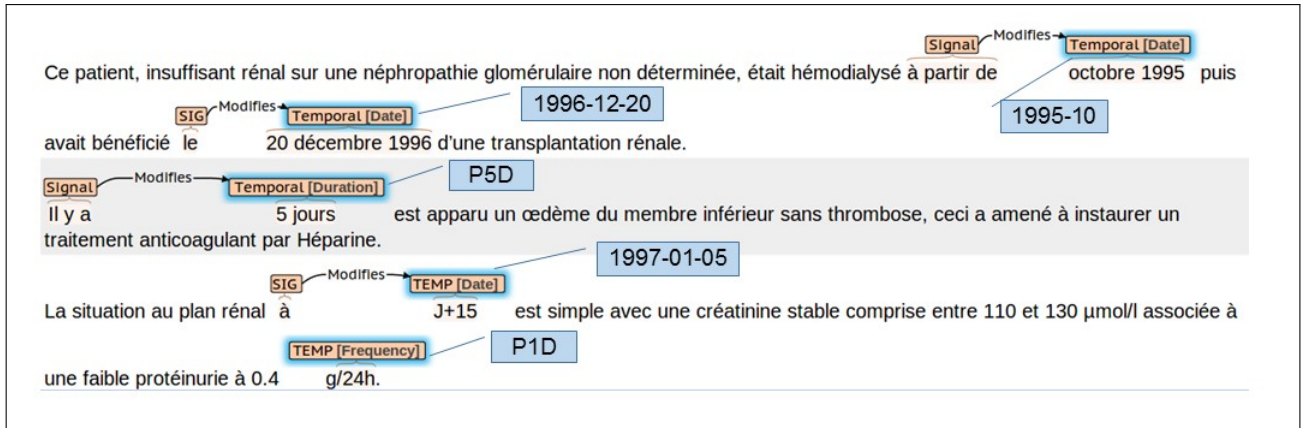 Signal Modifies Temporal [Date]
Ce patient, insuffisant rénal sur une néphropathie glomérulaire non déterminée, était hémodialysé à partir de octobre 1995 puis
1996-12-20
1995-10
SIG Modifies Temporal [Date]
avait bénéficié le 20 décembre 1996 d'une transplantation rénale.
P5D
Signal Modifies Temporal [Duration]
Il y a 5 jours est apparu un œdème du membre inférieur sans thrombose, ceci a amené à instaurer un
traitement anticoagulant par Héparine.
1997-01-05
SIG Modifies TEMP [Date]
La situation au plan rénal à J+15 est simple avec une créatinine stable comprise entre 110 et 130 µmol/l associée à
TEMP [Frequency] P1D
une faible protéinurie à 0.4 g/24h.